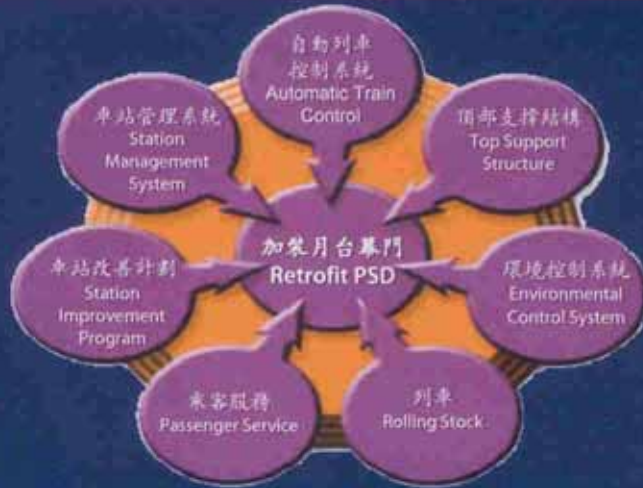 自動列車
控制系統
Automatic Train
Control
車站管理系統
Station
Management
System
頂部支撐結構
Top Support
Structure
加裝月台幕門
Retrofit PSD
車站改善計劃
Station
Improvement
Program
環境控制系統
Environmental
Control System
乘客服務
Passenger Service
列車
Rolling Stock